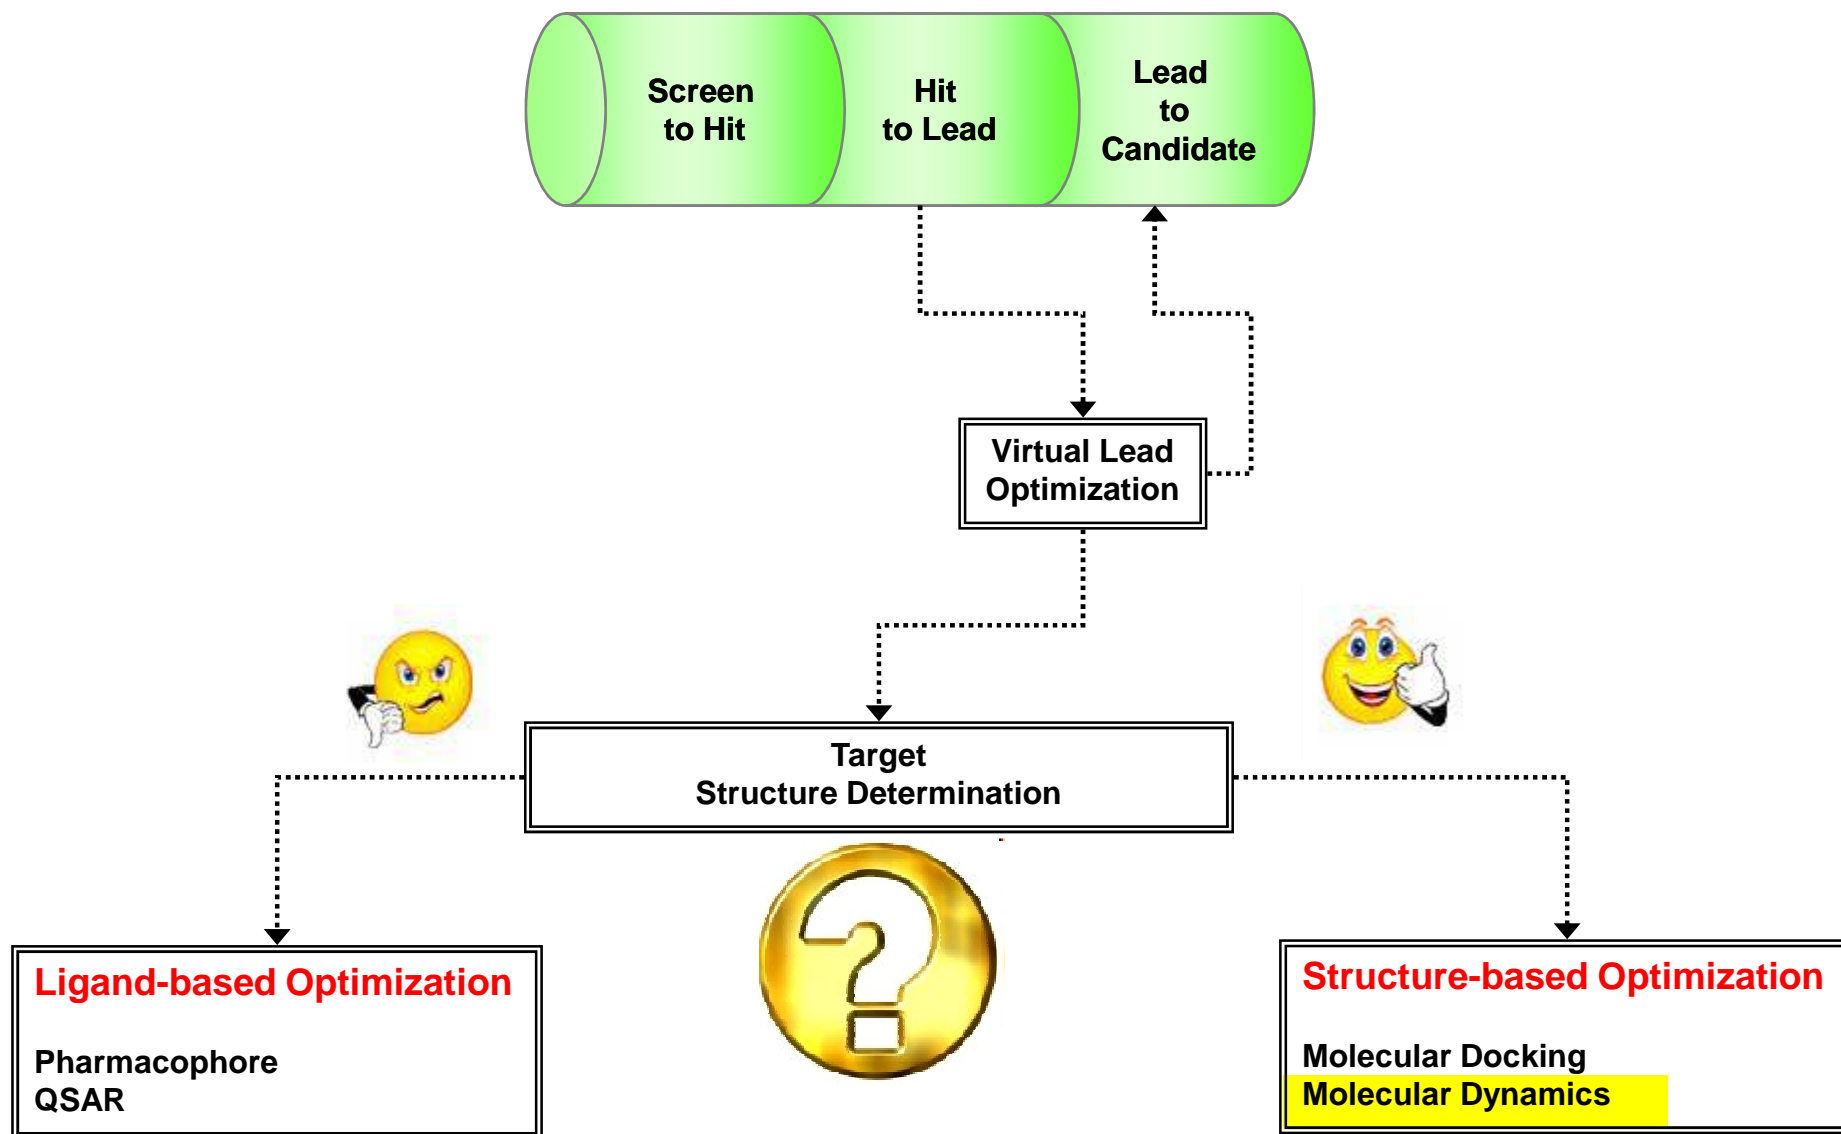 Screen
to Hit
Hit
to Lead
Lead
to
Candidate
Virtual Lead
Optimization
Target
Structure Determination
?
Ligand-based Optimization
Pharmacophore
QSAR
Structure-based Optimization
Molecular Docking
Molecular Dynamics